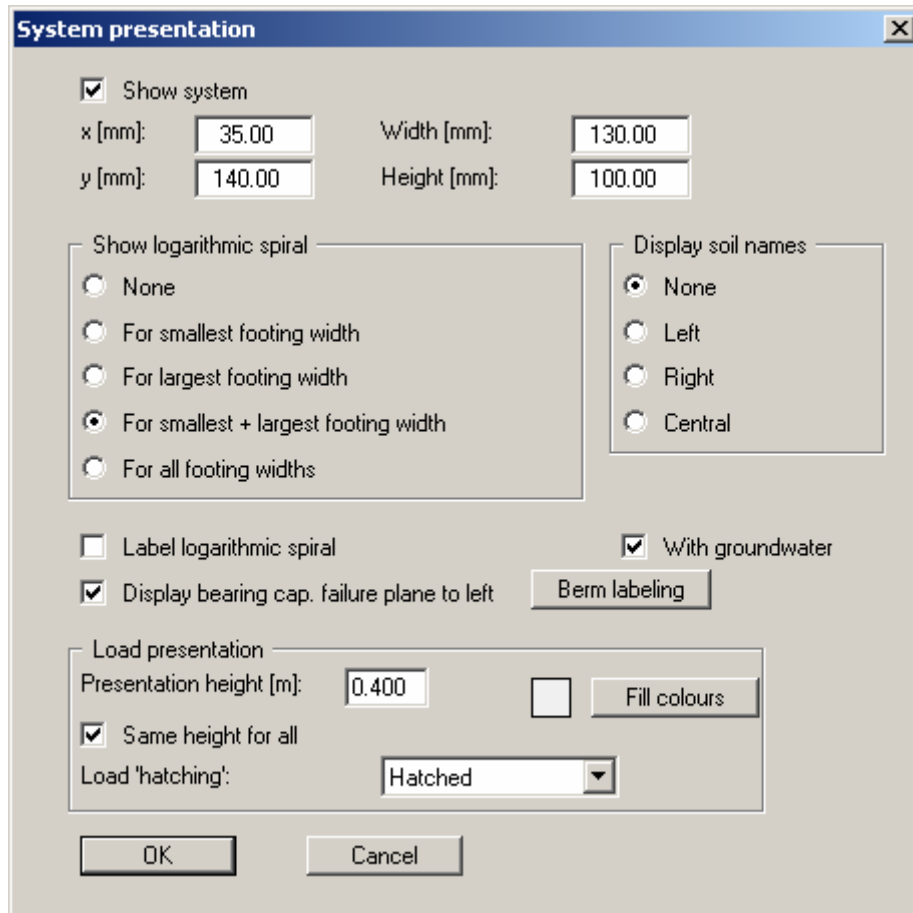 System presentation
Show system
x [mm]: 35.00 Width [mm]: 130.00
y [mm]: 140.00 Height [mm]: 100.00
Show logarithmic spiral
None
For smallest footing width
For largest footing width
For smallest + largest footing width
For all footing widths
Display soil names
None
Left
Right
Central
Label logarithmic spiral
With groundwater
Display bearing cap. failure plane to left
Berm labeling
Load presentation
Presentation height [m]: 0.400
Fill colours
Same height for all
Load 'hatching': Hatched
OK
Cancel